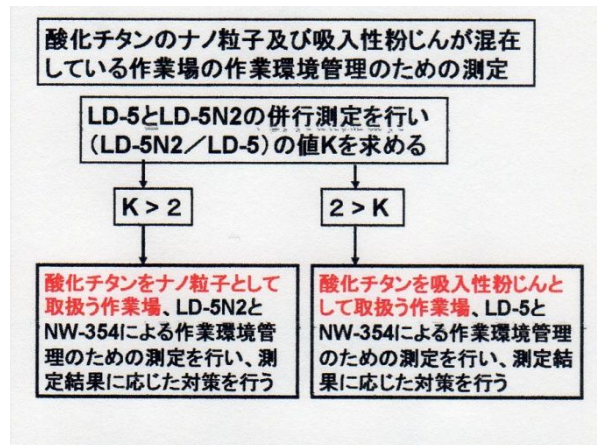 酸化チタンのナノ粒子及び吸入性粉じんが混在
している作業場の作業環境管理のための測定
LD-5とLD-5N2の併行測定を行い
(LD-5N2/LD-5)の値Kを求める
K > 2
2 > K
酸化チタンをナノ粒子として
取扱う作業場、LD-5N2と
NW-354による作業環境管
理のための測定を行い、測
定結果に応じた対策を行う
酸化チタンを吸入性粉じんと
して取扱う作業場、LD-5と
NW-354による作業環境管理
のための測定を行い、測定結
果に応じた対策を行う